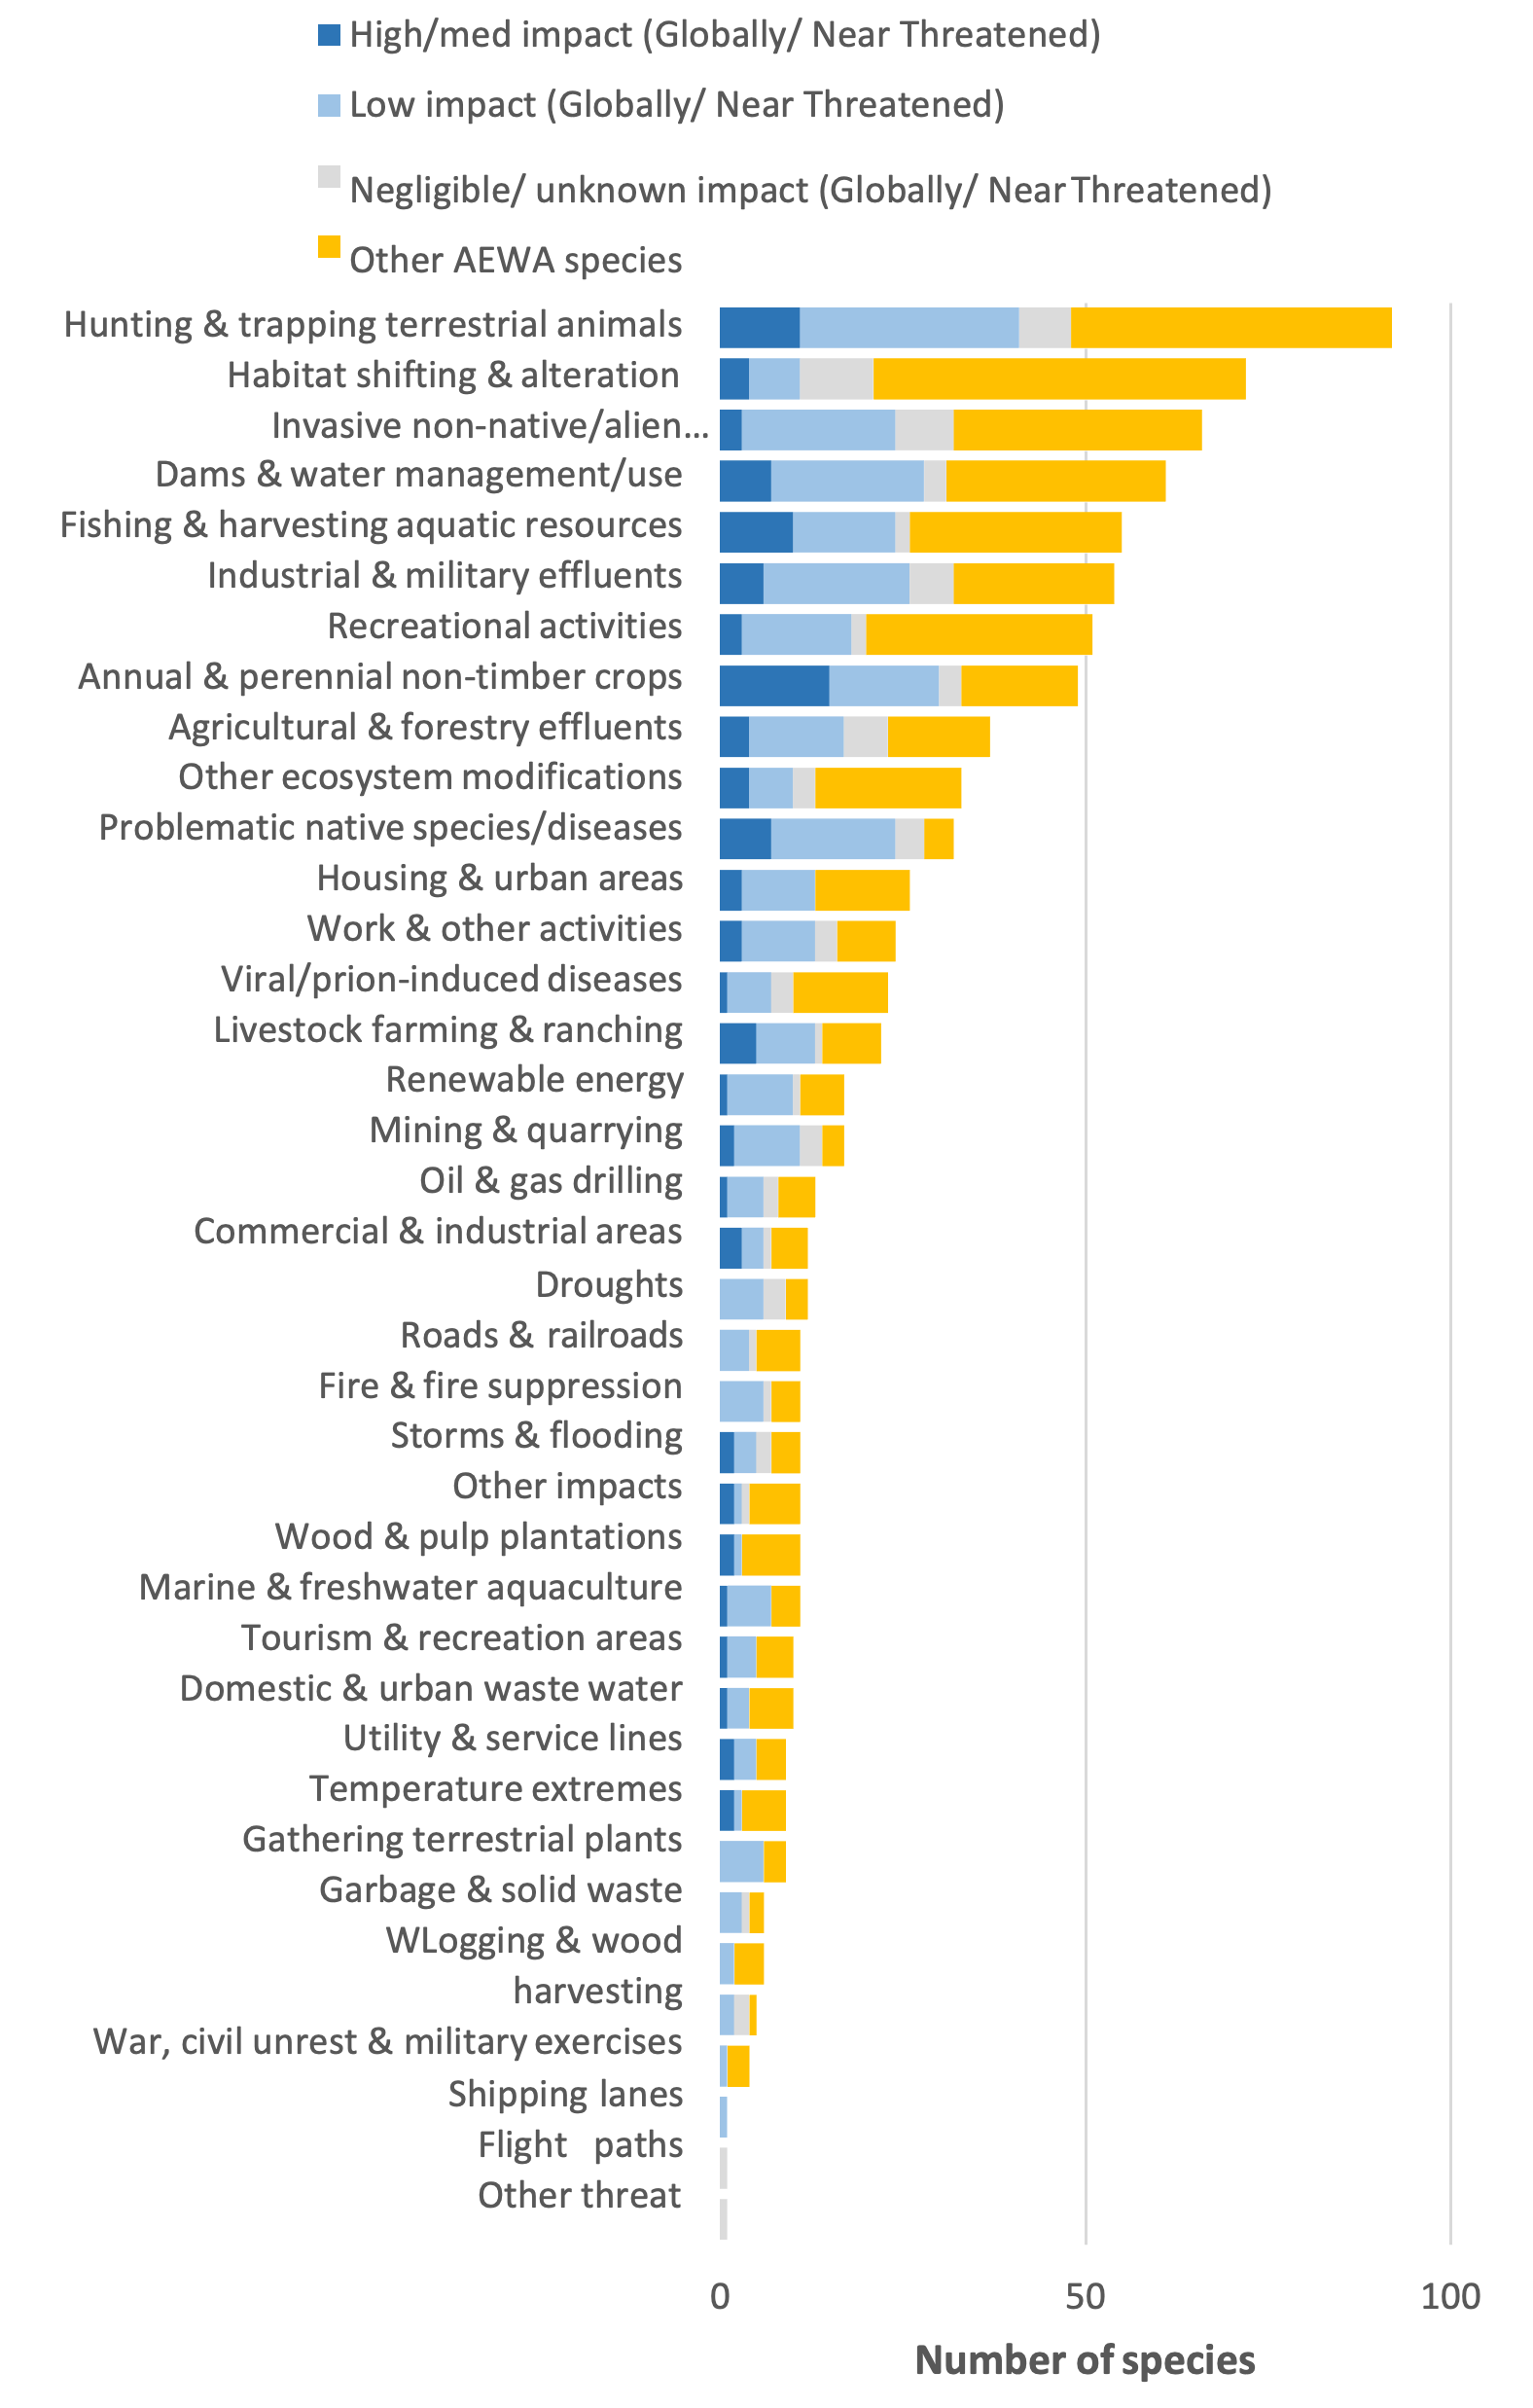 High/med impact (Globally/ Near Threatened)
Low impact (Globally/ Near Threatened)
Negligible/ unknown impact (Globally/ Near Threatened)
Other AEWA species
Hunting & trapping terrestrial animals
Habitat shifting & alteration
Invasive non-native/alien...
Dams & water management/use
Fishing & harvesting aquatic resources
Industrial & military effluents
Recreational activities
Annual & perennial non-timber crops
Agricultural & forestry effluents
Other ecosystem modifications
Problematic native species/diseases
Housing & urban areas
Work & other activities
Viral/prion-induced diseases
Livestock farming & ranching
Renewable energy
Mining & quarrying
Oil & gas drilling
Commercial & industrial areas
Droughts
Roads & railroads
Fire & fire suppression
Storms & flooding
Other impacts
Wood & pulp plantations
Marine & freshwater aquaculture
Tourism & recreation areas
Domestic & urban waste water
Utility & service lines
Temperature extremes
Gathering terrestrial plants
Garbage & solid waste
WLogging & wood
harvesting
War, civil unrest & military exercises
Shipping lanes
Flight paths
Other threat
0 50 100
Number of species